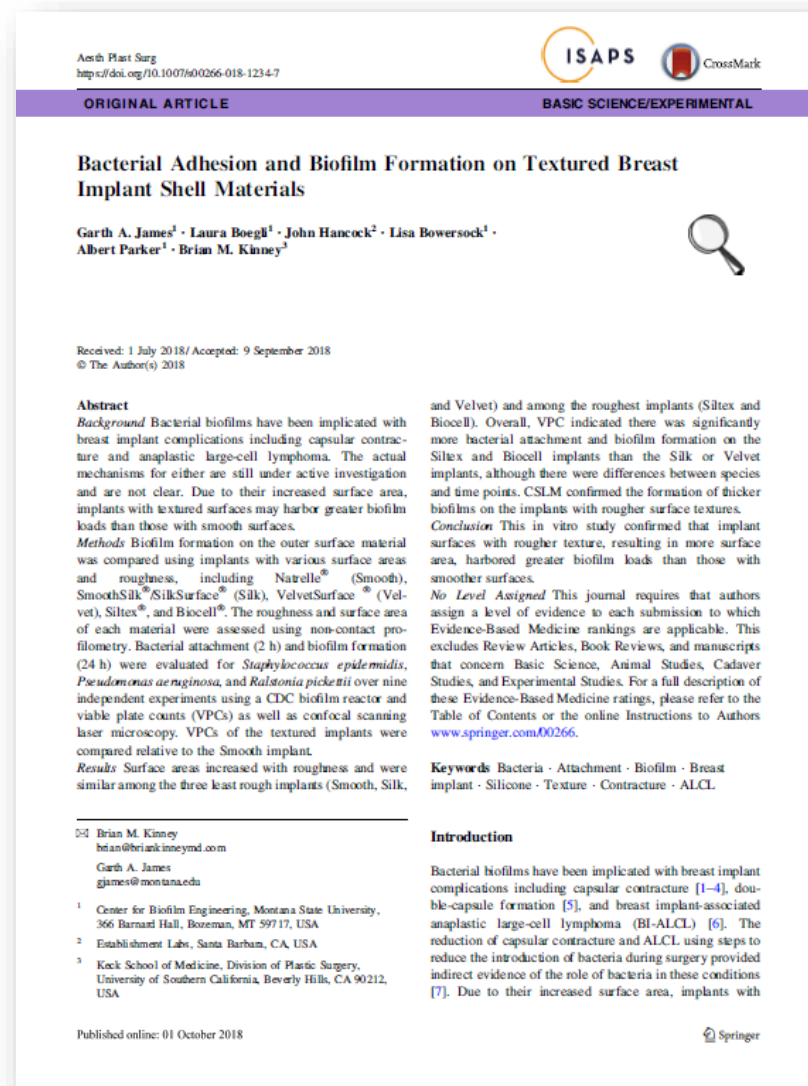 Aesth Plast Surg
https://doi.org/10.1007/s00266-018-1234-7
ISAPS
CrossMark
ORIGINAL ARTICLE
BASIC SCIENCE/EXPERIMENTAL
Bacterial Adhesion and Biofilm Formation on Textured Breast
Implant Shell Materials
Garth A. James¹ · Laura Boegli¹ · John Hancock² · Lisa Bowersock¹ ·
Albert Parker¹ · Brian M. Kinney³
Received: 1 July 2018 / Accepted: 9 September 2018
© The Author(s) 2018
Abstract
Background Bacterial biofilms have been implicated with
breast implant complications including capsular contrac-
ture and anaplastic large-cell lymphoma. The actual
mechanisms for either are still under active investigation
and are not clear. Due to their increased surface area,
implants with textured surfaces may harbor greater biofilm
loads than those with smooth surfaces.
Methods Biofilm formation on the outer surface material
was compared using implants with various surface areas
and roughness, including Natrelle® (Smooth),
SmoothSilk®/SilkSurface® (Silk), VelvetSurface® (Vel-
vet), Siltex®, and Biocell®. The roughness and surface area
of each material were assessed using non-contact pro-
filometry. Bacterial attachment (2 h) and biofilm formation
(24 h) were evaluated for Staphylococcus epidermidis,
Pseudomonas aeruginosa, and Ralstonia pickettii over nine
independent experiments using a CDC biofilm reactor and
viable plate counts (VPCs) as well as confocal scanning
laser microscopy. VPCs of the textured implants were
compared relative to the Smooth implant.
Results Surface areas increased with roughness and were
similar among the three least rough implants (Smooth, Silk,
and Velvet) and among the roughest implants (Siltex and
Biocell). Overall, VPC indicated there was significantly
more bacterial attachment and biofilm formation on the
Siltex and Biocell implants than the Silk or Velvet
implants, although there were differences between species
and time points. CSLM confirmed the formation of thicker
biofilms on the implants with rougher surface textures.
Conclusion This in vitro study confirmed that implant
surfaces with rougher texture, resulting in more surface
area, harbored greater biofilm loads than those with
smoother surfaces.
No Level Assigned This journal requires that authors
assign a level of evidence to each submission to which
Evidence-Based Medicine rankings are applicable. This
excludes Review Articles, Book Reviews, and manuscripts
that concern Basic Science, Animal Studies, Cadaver
Studies, and Experimental Studies. For a full description of
these Evidence-Based Medicine ratings, please refer to the
Table of Contents or the online Instructions to Authors
www.springer.com/00266.
Keywords Bacteria · Attachment · Biofilm · Breast
implant · Silicone · Texture · Contracture · ALCL
✉ Brian M. Kinney
brian@briankinneymd.com
Garth A. James
gjames@montana.edu
1 Center for Biofilm Engineering, Montana State University,
366 Barnard Hall, Bozeman, MT 59717, USA
2 Establishment Labs, Santa Barbara, CA, USA
3 Keck School of Medicine, Division of Plastic Surgery,
University of Southern California, Beverly Hills, CA 90212,
USA
Introduction
Bacterial biofilms have been implicated with breast implant
complications including capsular contracture [1–4], dou-
ble-capsule formation [5], and breast implant-associated
anaplastic large-cell lymphoma (BI-ALCL) [6]. The
reduction of capsular contracture and ALCL using steps to
reduce the introduction of bacteria during surgery provided
indirect evidence of the role of bacteria in these conditions
[7]. Due to their increased surface area, implants with
Published online: 01 October 2018
Springer